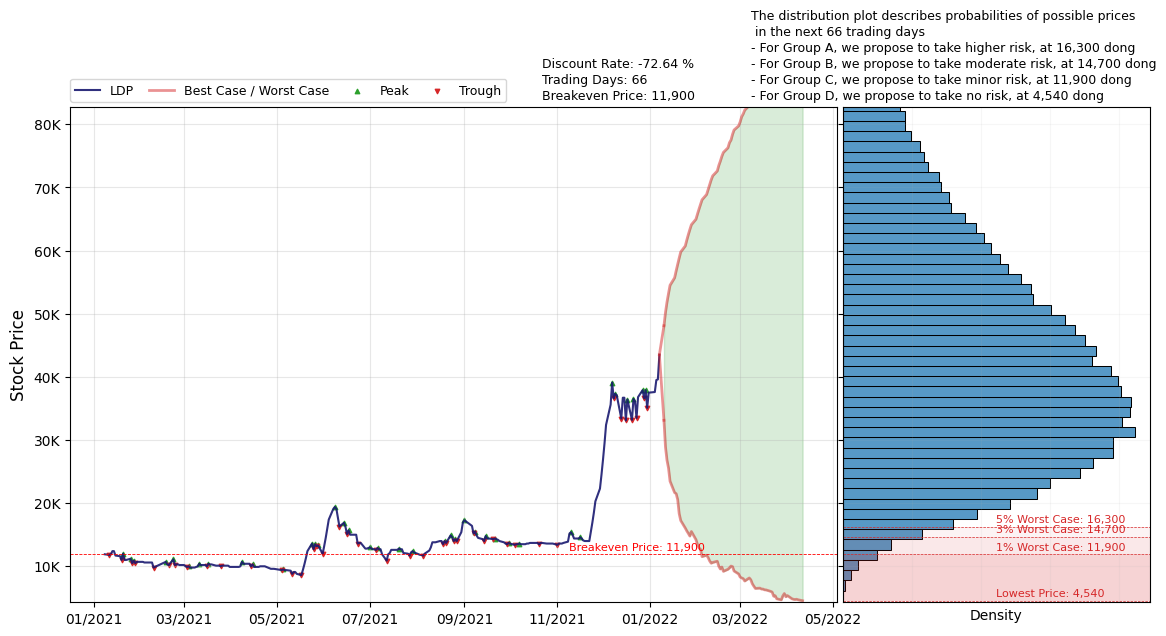 The distribution plot describes probabilities of possible prices
in the next 66 trading days
- For Group A, we propose to take higher risk, at 16,300 dong
- For Group B, we propose to take moderate risk, at 14,700 dong
- For Group C, we propose to take minor risk, at 11,900 dong
- For Group D, we propose to take no risk, at 4,540 dong
Discount Rate: -72.64 %
Trading Days: 66
Breakeven Price: 11,900
LDP
Best Case / Worst Case
Peak
Trough
Stock Price
80K
70K
60K
50K
40K
30K
20K
10K
Breakeven Price: 11,900
5% Worst Case: 16,300
3% Worst Case: 14,700
1% Worst Case: 11,900
Lowest Price: 4,540
01/2021
03/2021
05/2021
07/2021
09/2021
11/2021
01/2022
03/2022
05/2022
Density